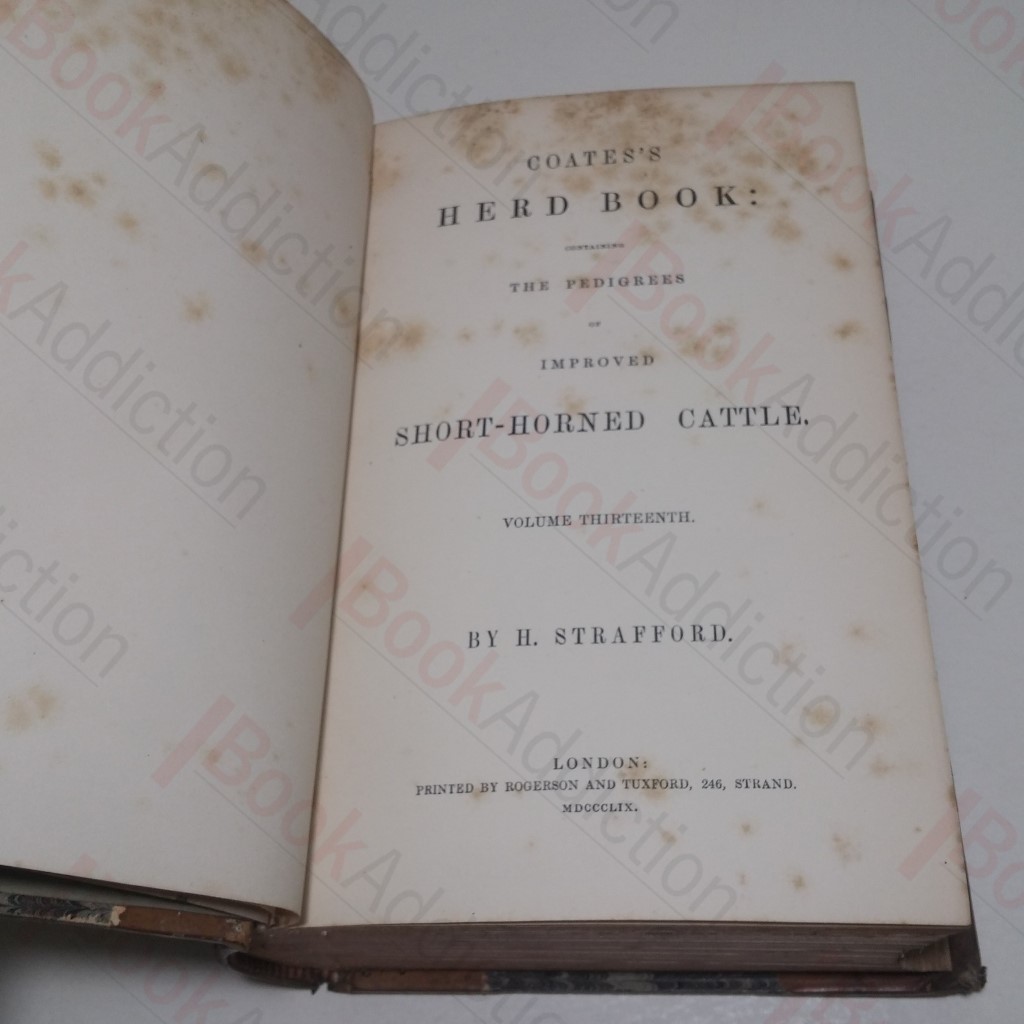 COATES'S
HERD BOOK:
CONTAINING
THE PEDIGREES
OF
IMPROVED
SHORT-HORNED CATTLE.
VOLUME THIRTEENTH.
BY H. STRAFFORD.
LONDON:
PRINTED BY ROGERSON AND TUXFORD, 246, STRAND.
MDCCCLIX.
BookAddiction